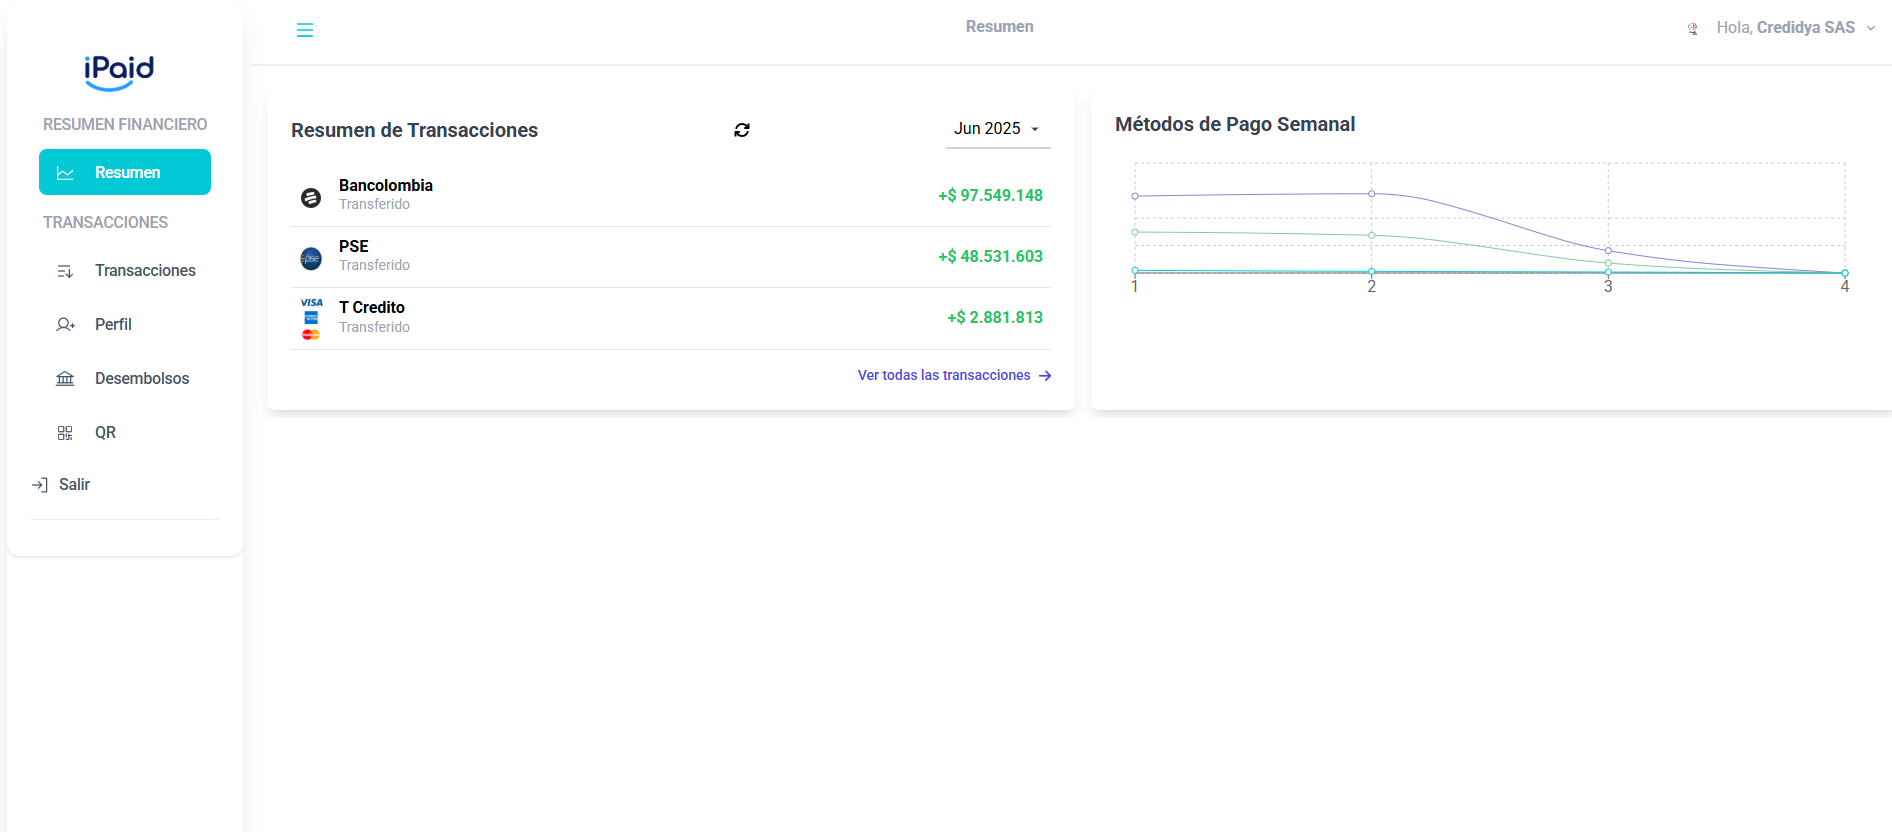 iPaid
RESUMEN FINANCIERO
Resumen
TRANSACCIONES
Transacciones
Perfil
Desembolsos
QR
Salir
Resumen
Hola, Credidya SAS
Resumen de Transacciones
Jun 2025
Bancolombia
Transferido
+$ 97.549.148
PSE
Transferido
+$ 48.531.603
pse
VISA
T Credito
Transferido
+$ 2.881.813
Ver todas las transacciones
Métodos de Pago Semanal
1 2 3 4